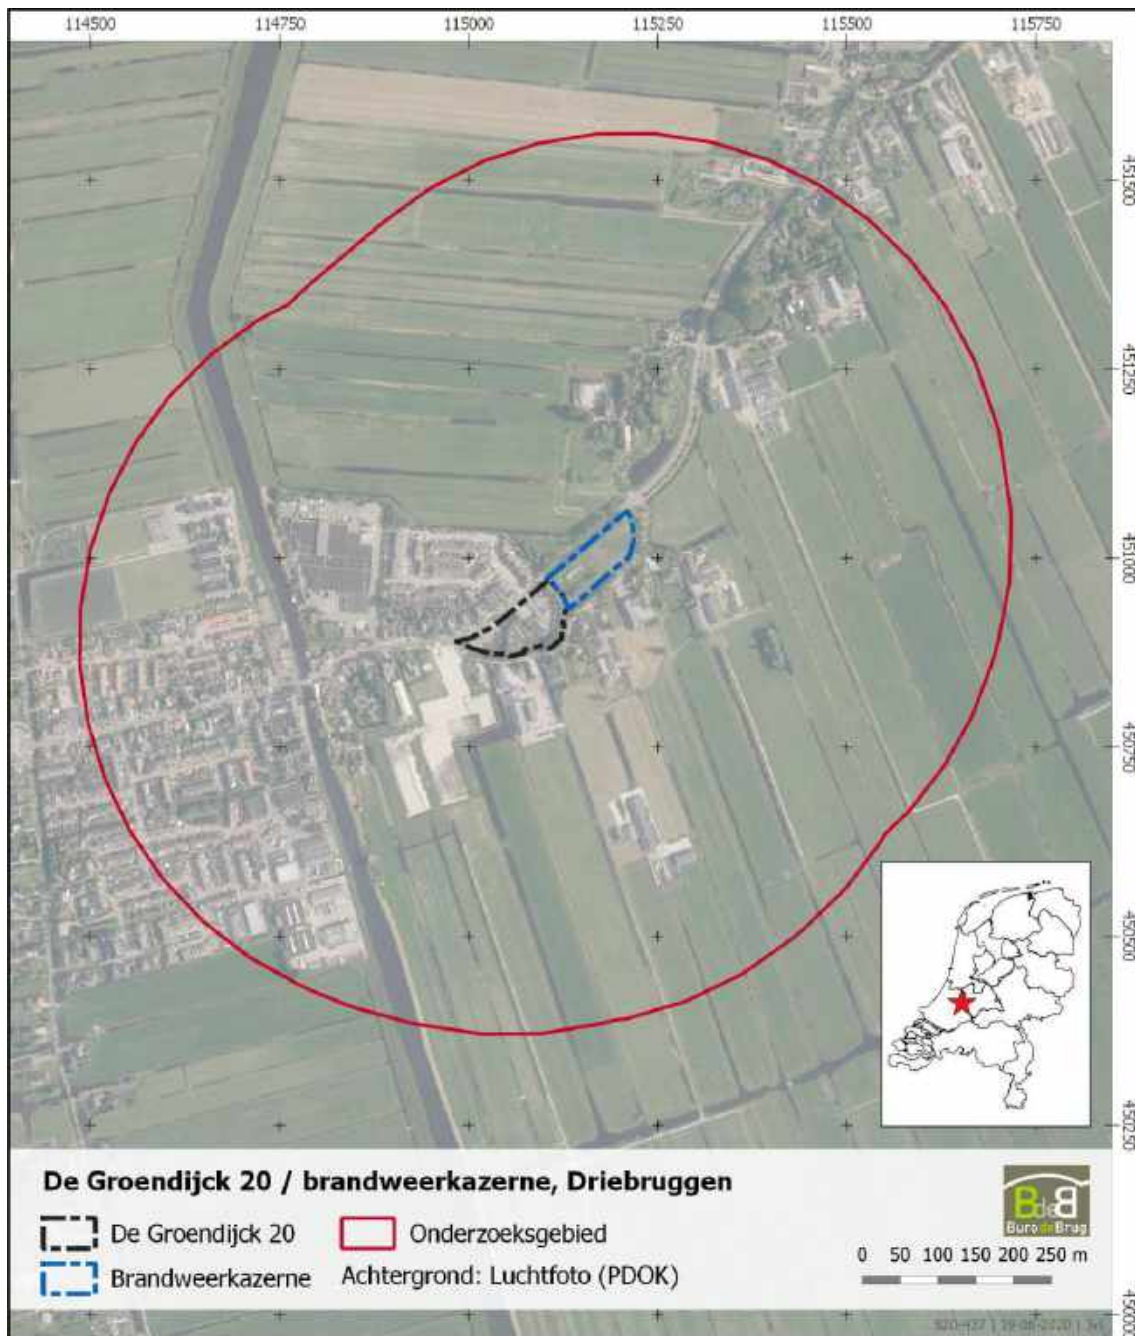 114500 114750 115000 115250 115500 115750
451500
451250
451000
450750
450500
450250
450000
De Groendijck 20 / brandweerkazerne, Driebruggen
De Groendijck 20
Onderzoeksgebied
Brandweerkazerne
Achtergrond: Luchtfoto (PDOK)
BdeB
Buro de Brug
0 50 100 150 200 250 m